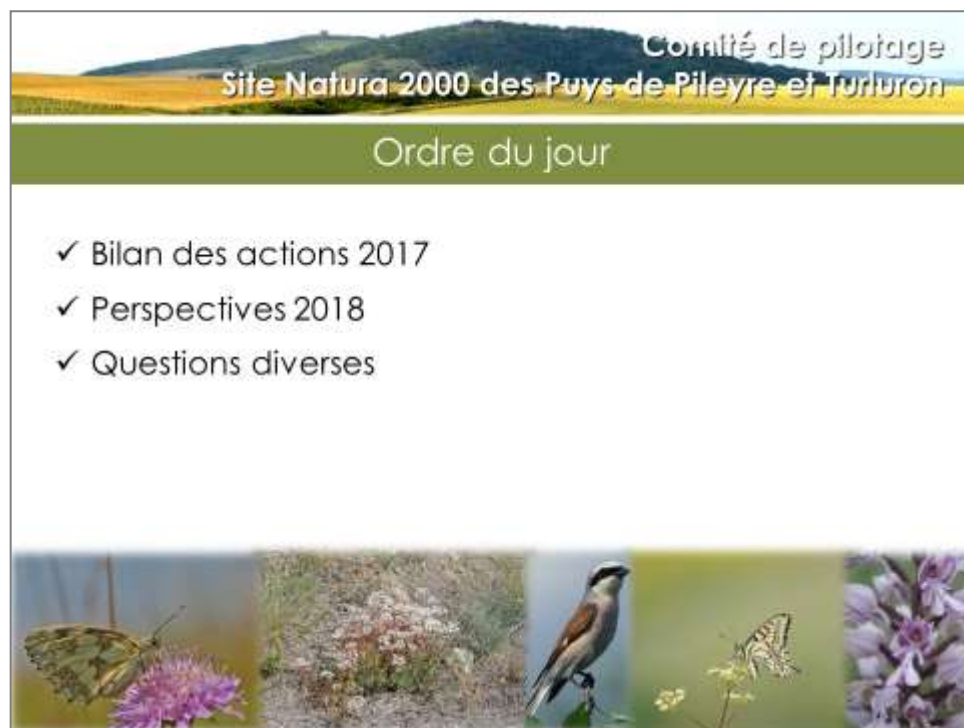 Comité de pilotage
Site Natura 2000 des Puys de Pileyre et Turluron
Ordre du jour
✓ Bilan des actions 2017
✓ Perspectives 2018
✓ Questions diverses